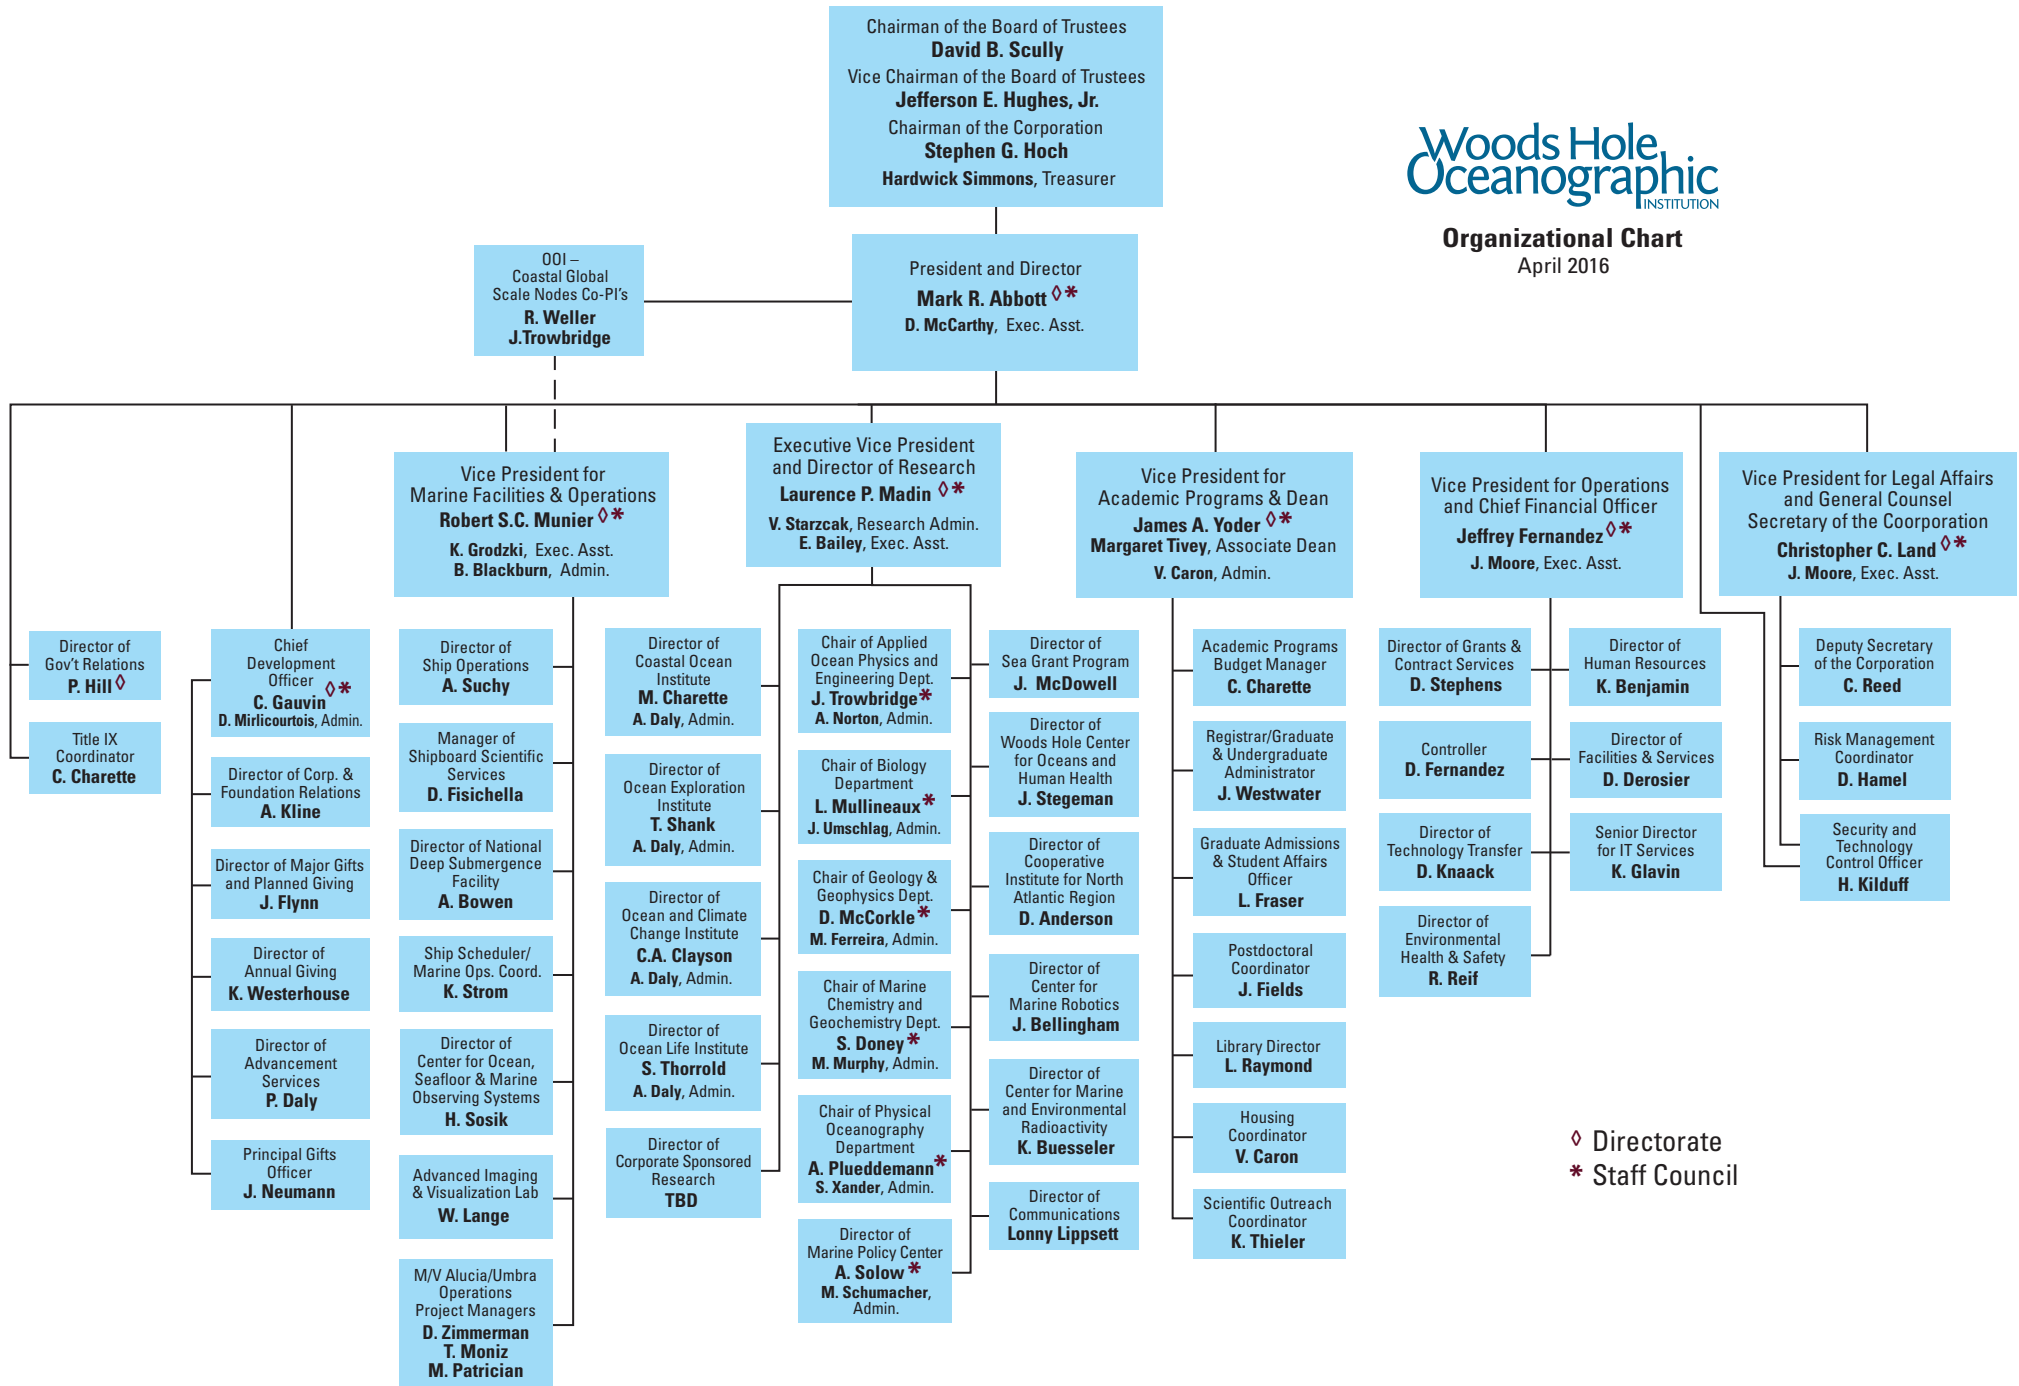 Chairman of the Board of Trustees
David B. Scully
Vice Chairman of the Board of Trustees
Jefferson E. Hughes, Jr.
Chairman of the Corporation
Stephen G. Hoch
Hardwick Simmons, Treasurer
Woods Hole
Oceanographic
INSTITUTION
Organizational Chart
April 2016
OOI –
Coastal Global
Scale Nodes Co-PI's
R. Weller
J.Trowbridge
President and Director
Mark R. Abbott ◊ *
D. McCarthy, Exec. Asst.
Vice President for
Marine Facilities & Operations
Robert S.C. Munier ◊ *
K. Grodzki, Exec. Asst.
B. Blackburn, Admin.
Executive Vice President
and Director of Research
Laurence P. Madin ◊ *
V. Starzcak, Research Admin.
E. Bailey, Exec. Asst.
Vice President for
Academic Programs & Dean
James A. Yoder ◊ *
Margaret Tivey, Associate Dean
V. Caron, Admin.
Vice President for Operations
and Chief Financial Officer
Jeffrey Fernandez ◊ *
J. Moore, Exec. Asst.
Vice President for Legal Affairs
and General Counsel
Secretary of the Coorporation
Christopher C. Land ◊ *
J. Moore, Exec. Asst.
Director of
Gov't Relations
P. Hill ◊
Title IX
Coordinator
C. Charette
Chief
Development
Officer
C. Gauvin ◊ *
D. Mirlicourtois, Admin.
Director of Corp. &
Foundation Relations
A. Kline
Director of Major Gifts
and Planned Giving
J. Flynn
Director of
Annual Giving
K. Westerhouse
Director of
Advancement
Services
P. Daly
Principal Gifts
Officer
J. Neumann
Director of
Ship Operations
A. Suchy
Manager of
Shipboard Scientific
Services
D. Fisichella
Director of National
Deep Submergence
Facility
A. Bowen
Ship Scheduler/
Marine Ops. Coord.
K. Strom
Director of
Center for Ocean,
Seafloor & Marine
Observing Systems
H. Sosik
Advanced Imaging
& Visualization Lab
W. Lange
M/V Alucia/Umbra
Operations
Project Managers
D. Zimmerman
T. Moniz
M. Patrician
Director of
Coastal Ocean
Institute
M. Charette
A. Daly, Admin.
Director of
Ocean Exploration
Institute
T. Shank
A. Daly, Admin.
Director of
Ocean and Climate
Change Institute
C.A. Clayson
A. Daly, Admin.
Director of
Ocean Life Institute
S. Thorrold
A. Daly, Admin.
Director of
Corporate Sponsored
Research
TBD
Chair of Applied
Ocean Physics and
Engineering Dept.
J. Trowbridge *
A. Norton, Admin.
Chair of Biology
Department
L. Mullineaux *
J. Umschlag, Admin.
Chair of Geology &
Geophysics Dept.
D. McCorkle *
M. Ferreira, Admin.
Chair of Marine
Chemistry and
Geochemistry Dept.
S. Doney *
M. Murphy, Admin.
Chair of Physical
Oceanography
Department
A. Plueddemann *
S. Xander, Admin.
Director of
Marine Policy Center
A. Solow *
M. Schumacher,
Admin.
Director of
Sea Grant Program
J. McDowell
Director of
Woods Hole Center
for Oceans and
Human Health
J. Stegeman
Director of
Cooperative
Institute for North
Atlantic Region
D. Anderson
Director of
Center for
Marine Robotics
J. Bellingham
Director of
Center for Marine
and Environmental
Radioactivity
K. Buesseler
Director of
Communications
Lonny Lippsett
Academic Programs
Budget Manager
C. Charette
Registrar/Graduate
& Undergraduate
Administrator
J. Westwater
Graduate Admissions
& Student Affairs
Officer
L. Fraser
Postdoctoral
Coordinator
J. Fields
Library Director
L. Raymond
Housing
Coordinator
V. Caron
Scientific Outreach
Coordinator
K. Thieler
Director of Grants &
Contract Services
D. Stephens
Controller
D. Fernandez
Director of
Technology Transfer
D. Knaack
Director of
Environmental
Health & Safety
R. Reif
Director of
Human Resources
K. Benjamin
Director of
Facilities & Services
D. Derosier
Senior Director
for IT Services
K. Glavin
Deputy Secretary
of the Corporation
C. Reed
Risk Management
Coordinator
D. Hamel
Security and
Technology
Control Officer
H. Kilduff
◊ Directorate
* Staff Council